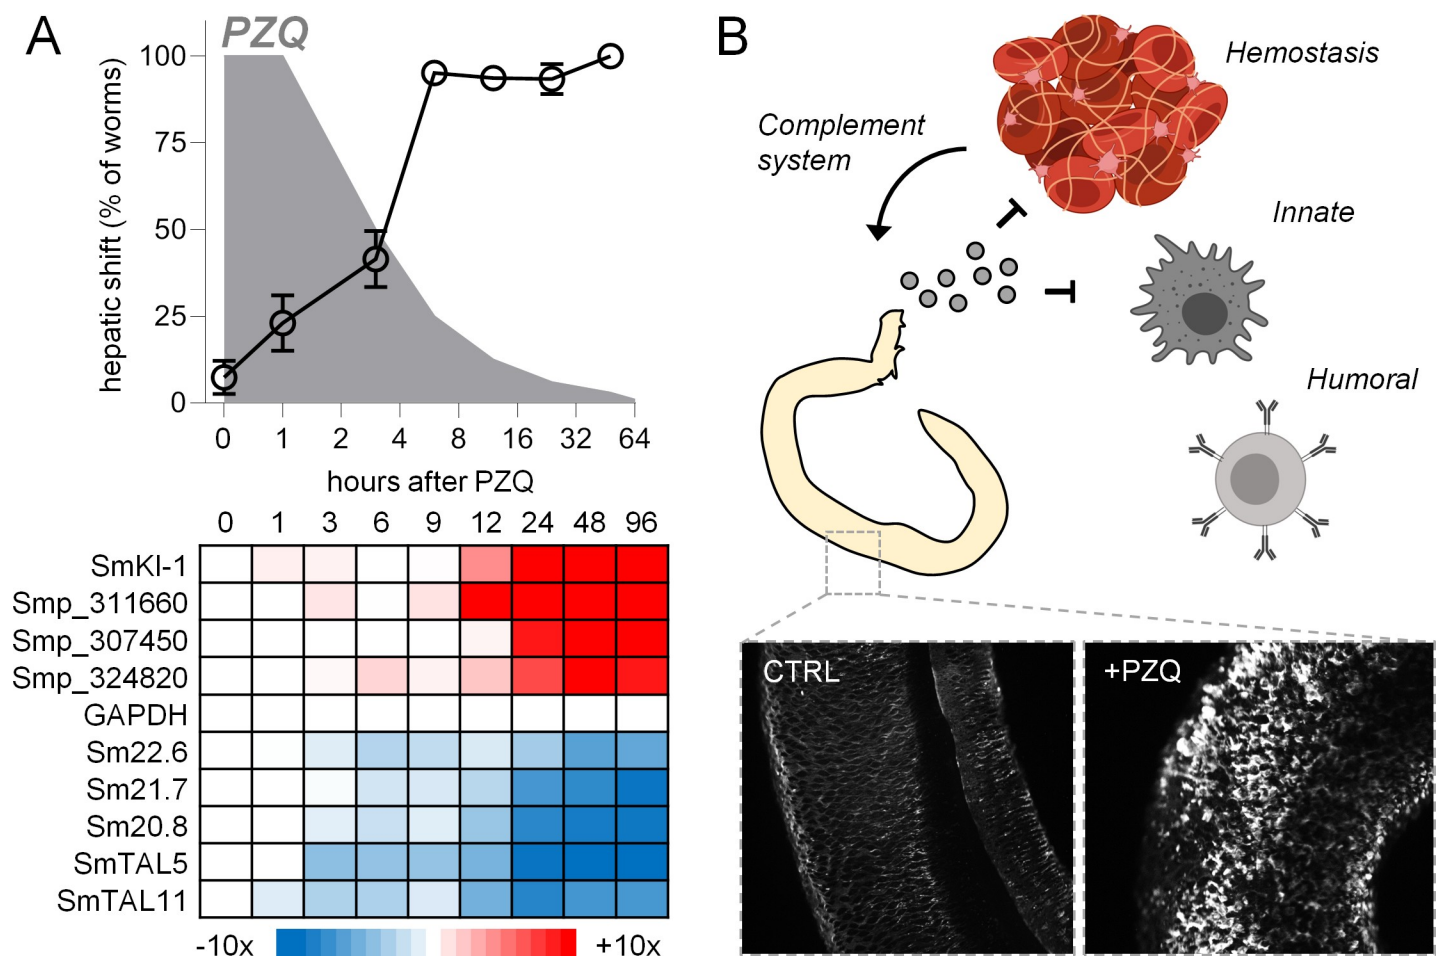 A
PZQ
hepatic shift (% of worms)
100
75
50
25
0
0 1 2 4 8 16 32 64
hours after PZQ
0 1 3 6 9 12 24 48 96
SmKI-1
Smp_311660
Smp_307450
Smp_324820
GAPDH
Sm22.6
Sm21.7
Sm20.8
SmTAL5
SmTAL11
-10x +10x
B
Hemostasis
Complement
system
Innate
Humoral
CTRL
+PZQ